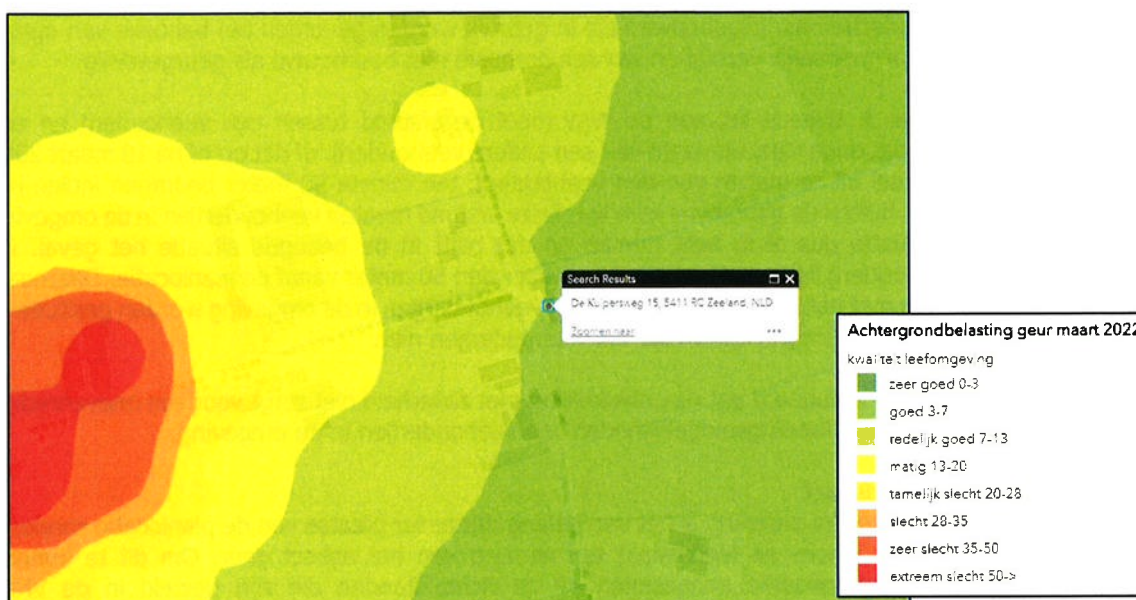 Search Results
De Kuipersweg 15, 5411 RC Zeeland, NLD
Zoomen naar
Achtergrondbelasting geur maart 2022
kwaliteit leefomgeving
zeer goed 0-3
goed 3-7
redelijk goed 7-13
matig 13-20
tamelijk slecht 20-28
slecht 28-35
zeer slecht 35-50
extreem slecht 50->